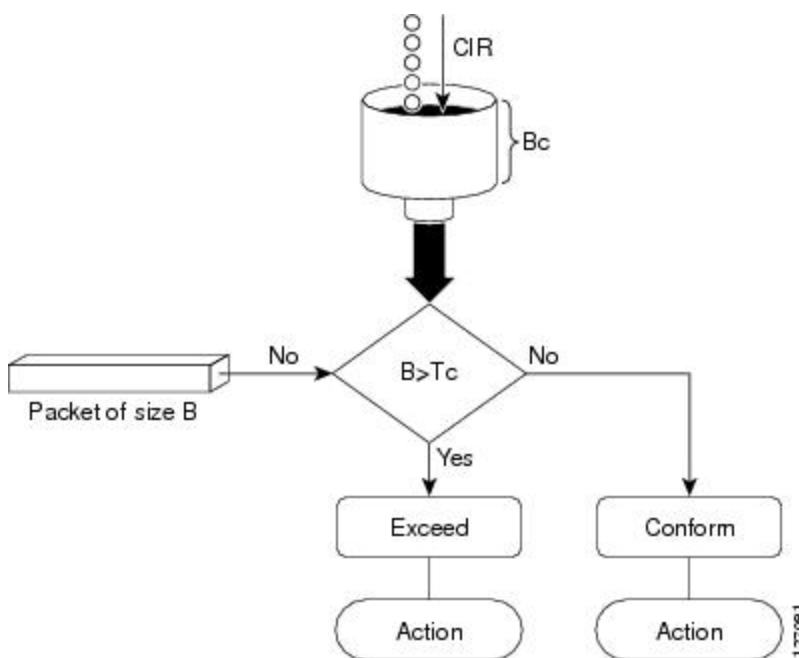 CIR
Bc
No
B>Tc
No
Packet of size B
Yes
Exceed
Conform
Action
Action